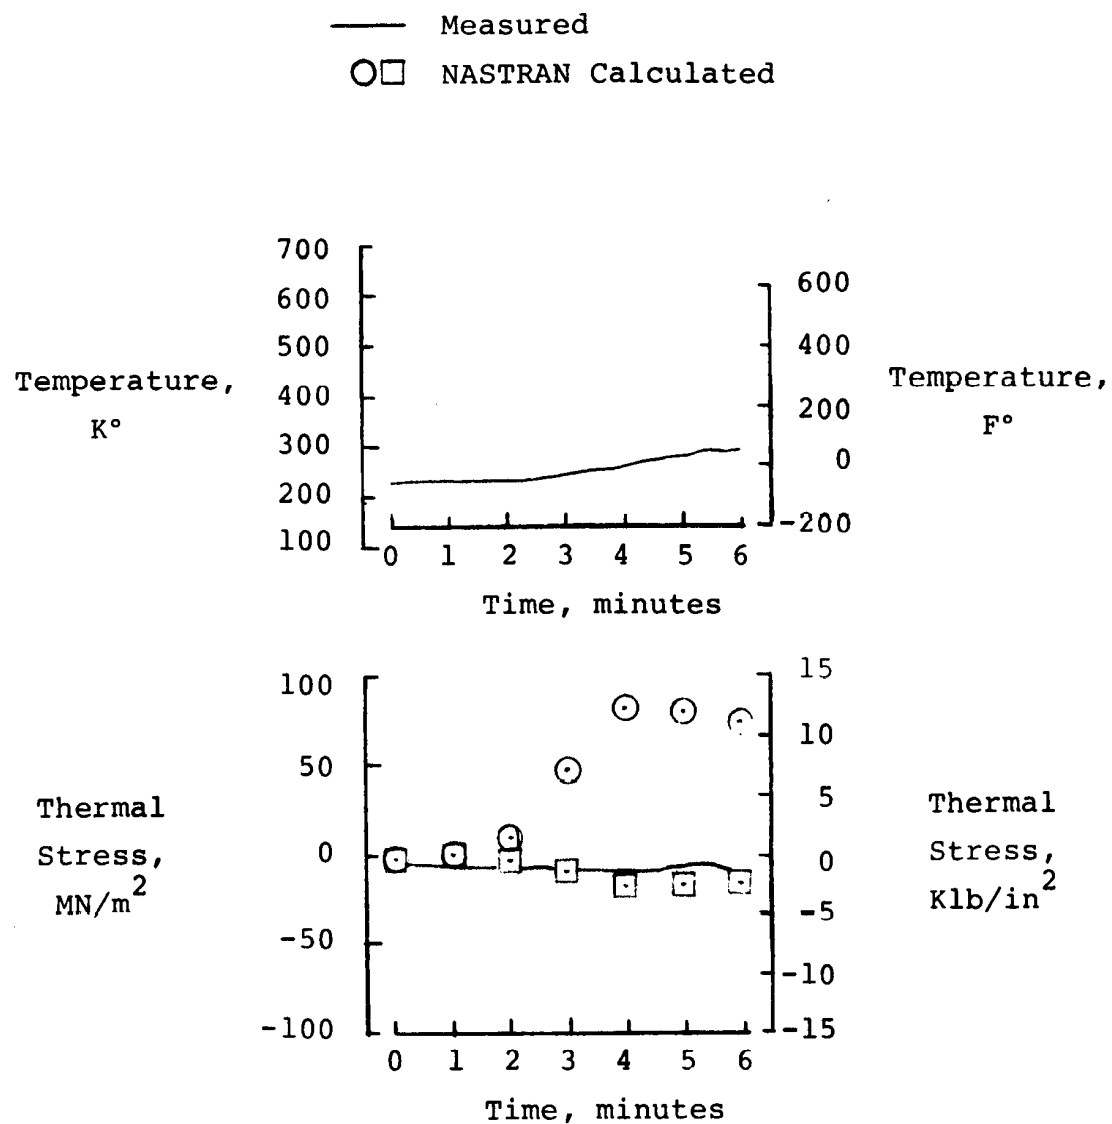 Measured
NASTRAN Calculated
700
600
500
400
300
200
100
Temperature,
K°
600
400
200
0
-200
Temperature,
F°
0 1 2 3 4 5 6
Time, minutes
100
50
0
-50
-100
Thermal
Stress,
MN/m²
15
10
5
0
-5
-10
-15
Thermal
Stress,
Klb/in²
0 1 2 3 4 5 6
Time, minutes